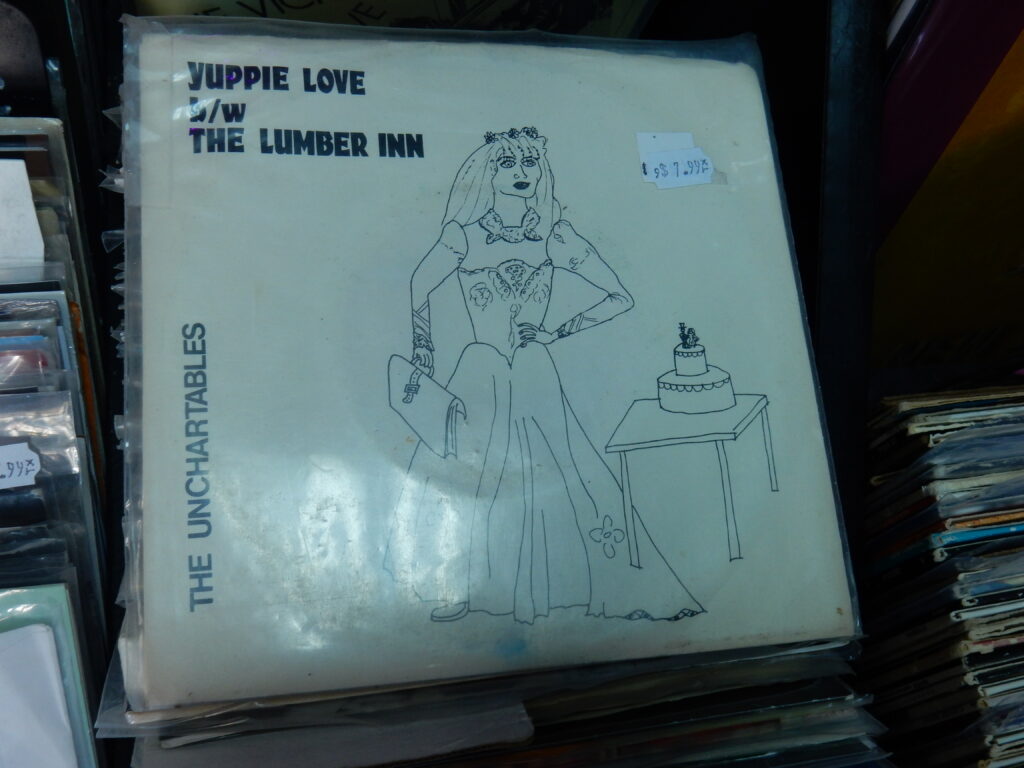 YUPPIE LOVE
b/w
THE LUMBER INN
THE UNCHARTABLES